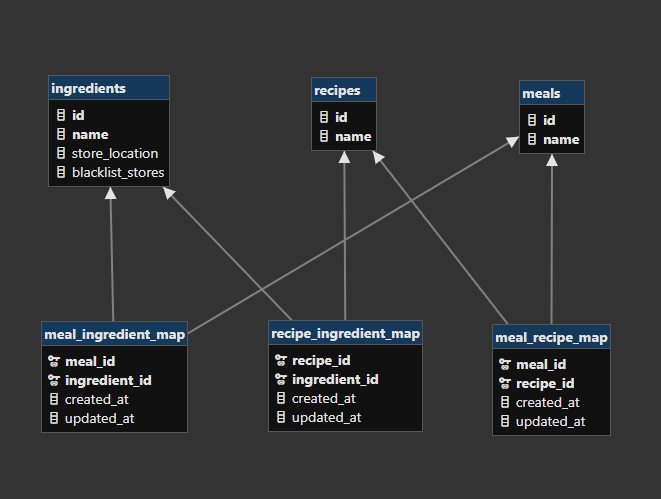 ingredients
id
name
store_location
blacklist_stores
recipes
id
name
meals
id
name
meal_ingredient_map
meal_id
ingredient_id
created_at
updated_at
recipe_ingredient_map
recipe_id
ingredient_id
created_at
updated_at
meal_recipe_map
meal_id
recipe_id
created_at
updated_at